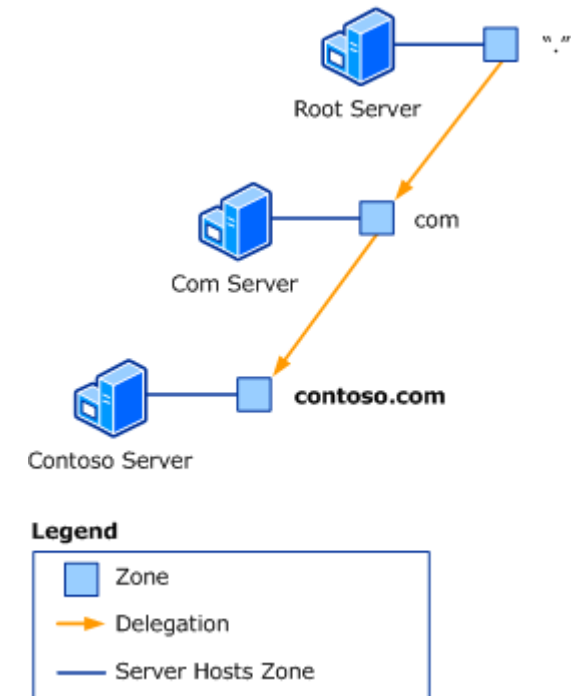 "."
Root Server
com
Com Server
contoso.com
Contoso Server
Legend
Zone
Delegation
Server Hosts Zone